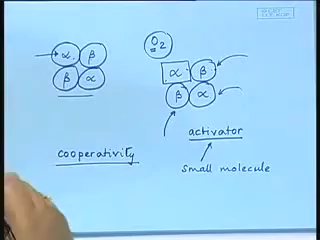 O2
α β
β α
α β
β α
activator
cooperativity
small molecule